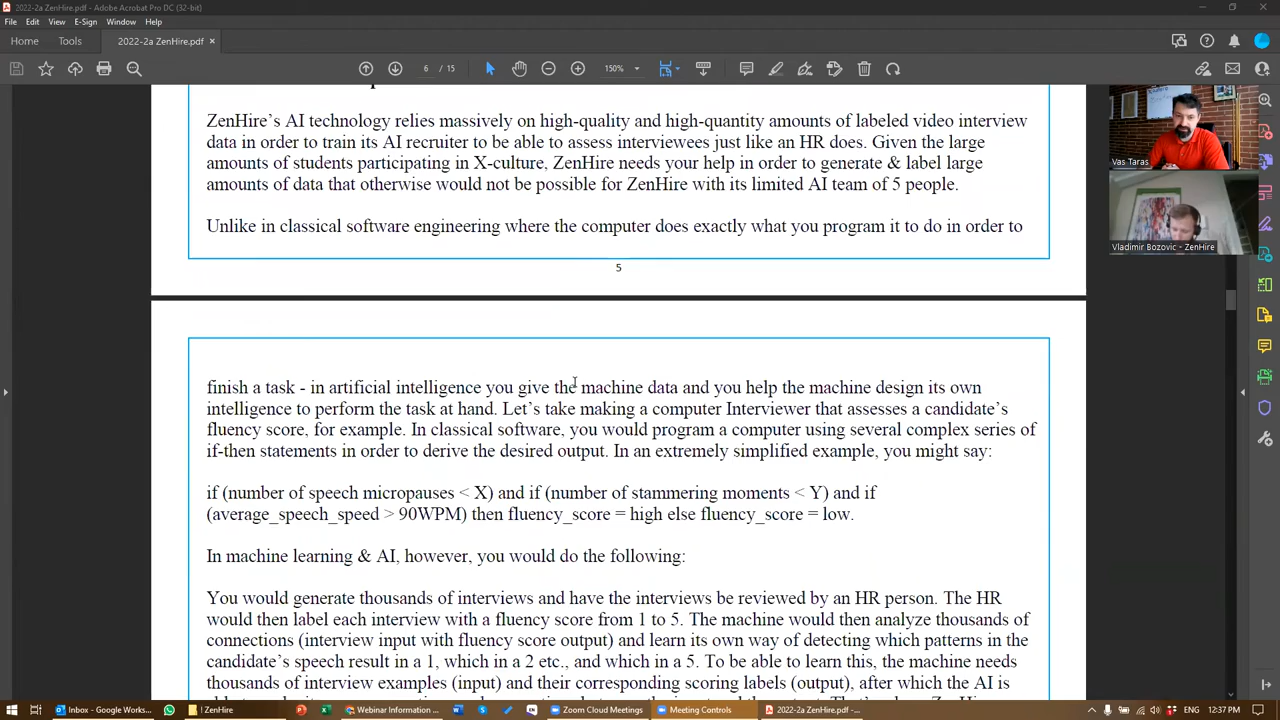 2022-2a ZenHire.pdf - Adobe Acrobat Pro DC (32-bit)
File Edit View E-Sign Window Help
Home Tools 2022-2a ZenHire.pdf ×
6 / 15 150%
ZenHire's AI technology relies massively on high-quality and high-quantity amounts of labeled video interview
data in order to train its AI recruiter to be able to assess interviewees just like an HR does. Given the large
amounts of students participating in X-culture, ZenHire needs your help in order to generate & label large
amounts of data that otherwise would not be possible for ZenHire with its limited AI team of 5 people.
Unlike in classical software engineering where the computer does exactly what you program it to do in order to
5
finish a task - in artificial intelligence you give the machine data and you help the machine design its own
intelligence to perform the task at hand. Let's take making a computer Interviewer that assesses a candidate's
fluency score, for example. In classical software, you would program a computer using several complex series of
if-then statements in order to derive the desired output. In an extremely simplified example, you might say:
if (number of speech micropauses < X) and if (number of stammering moments < Y) and if
(average_speech_speed > 90WPM) then fluency_score = high else fluency_score = low.
In machine learning & AI, however, you would do the following:
You would generate thousands of interviews and have the interviews be reviewed by an HR person. The HR
would then label each interview with a fluency score from 1 to 5. The machine would then analyze thousands of
connections (interview input with fluency score output) and learn its own way of detecting which patterns in the
candidate's speech result in a 1, which in a 2 etc., and which in a 5. To be able to learn this, the machine needs
thousands of interview examples (input) and their corresponding scoring labels (output), after which the AI is
Vas Taras
Vladimir Bozovic - ZenHire
Inbox - Google Works... ! ZenHire Webinar Information ... Zoom Cloud Meetings Meeting Controls 2022-2a ZenHire.p... 12:37 PM